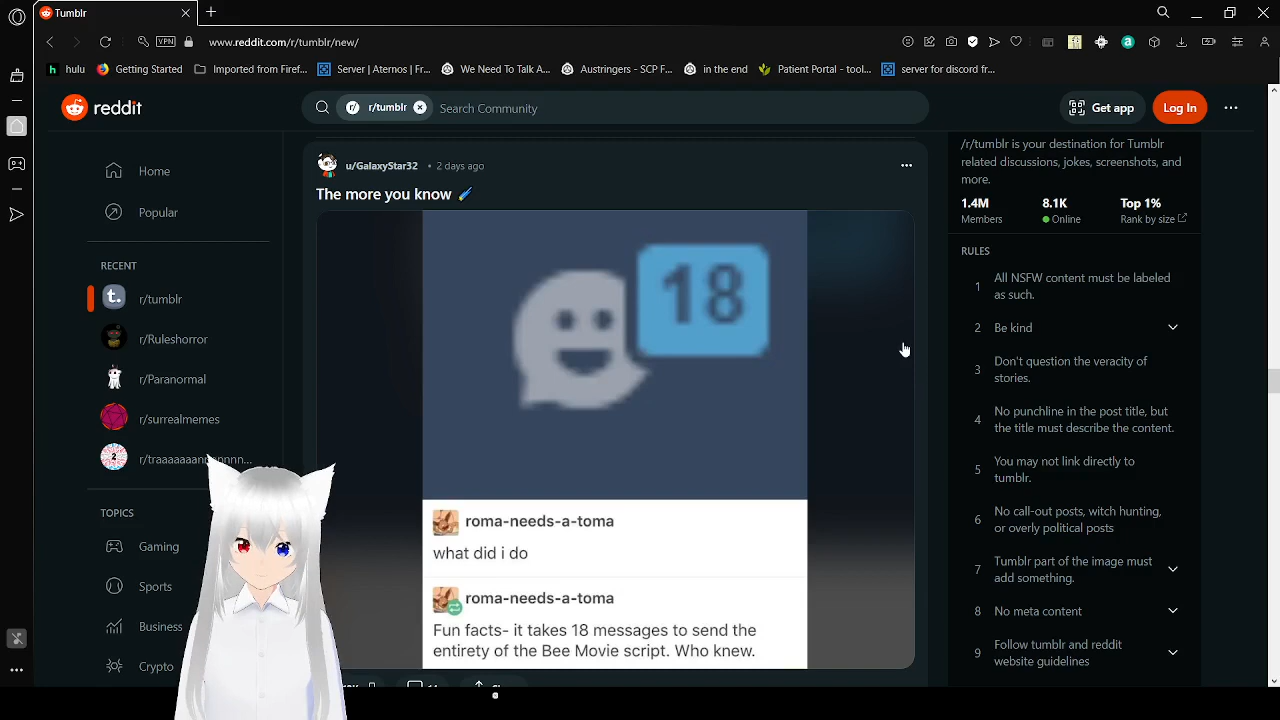 Tumblr
VPN
www.reddit.com/r/tumblr/new/
hulu
Getting Started
Imported from Firef...
Server | Aternos | Fr...
We Need To Talk A...
Austringers - SCP F...
in the end
Patient Portal - tool...
server for discord fr...
reddit
r/ r/tumblr
Search Community
Get app
Log In
Home
Popular
RECENT
r/tumblr
r/Ruleshorror
r/Paranormal
r/surrealmemes
TOPICS
Gaming
Sports
Business
Crypto
u/GalaxyStar32 • 2 days ago
The more you know
18
roma-needs-a-toma
what did i do
roma-needs-a-toma
Fun facts- it takes 18 messages to send the
entirety of the Bee Movie script. Who knew.
/r/tumblr is your destination for Tumblr
related discussions, jokes, screenshots, and
more.
1.4M 8.1K Top 1%
Members Online Rank by size
RULES
1 All NSFW content must be labeled
as such.
2 Be kind
3 Don't question the veracity of
stories.
4 No punchline in the post title, but
the title must describe the content.
5 You may not link directly to
tumblr.
6 No call-out posts, witch hunting,
or overly political posts
7 Tumblr part of the image must
add something.
8 No meta content
9 Follow tumblr and reddit
website guidelines